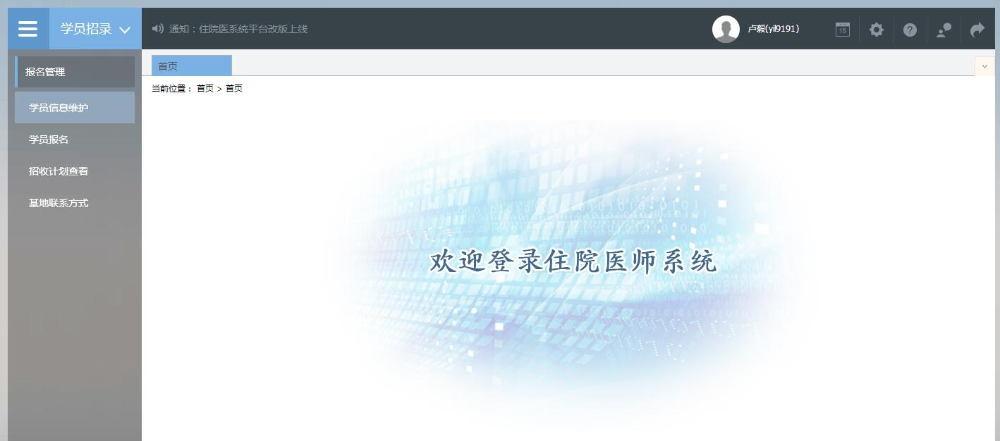 学员招录
通知：住院医系统平台改版上线
卢毅(yil9191)
15
报名管理
学员信息维护
学员报名
招收计划查看
基地联系方式
首页
当前位置： 首页 > 首页
欢迎登录住院医师系统